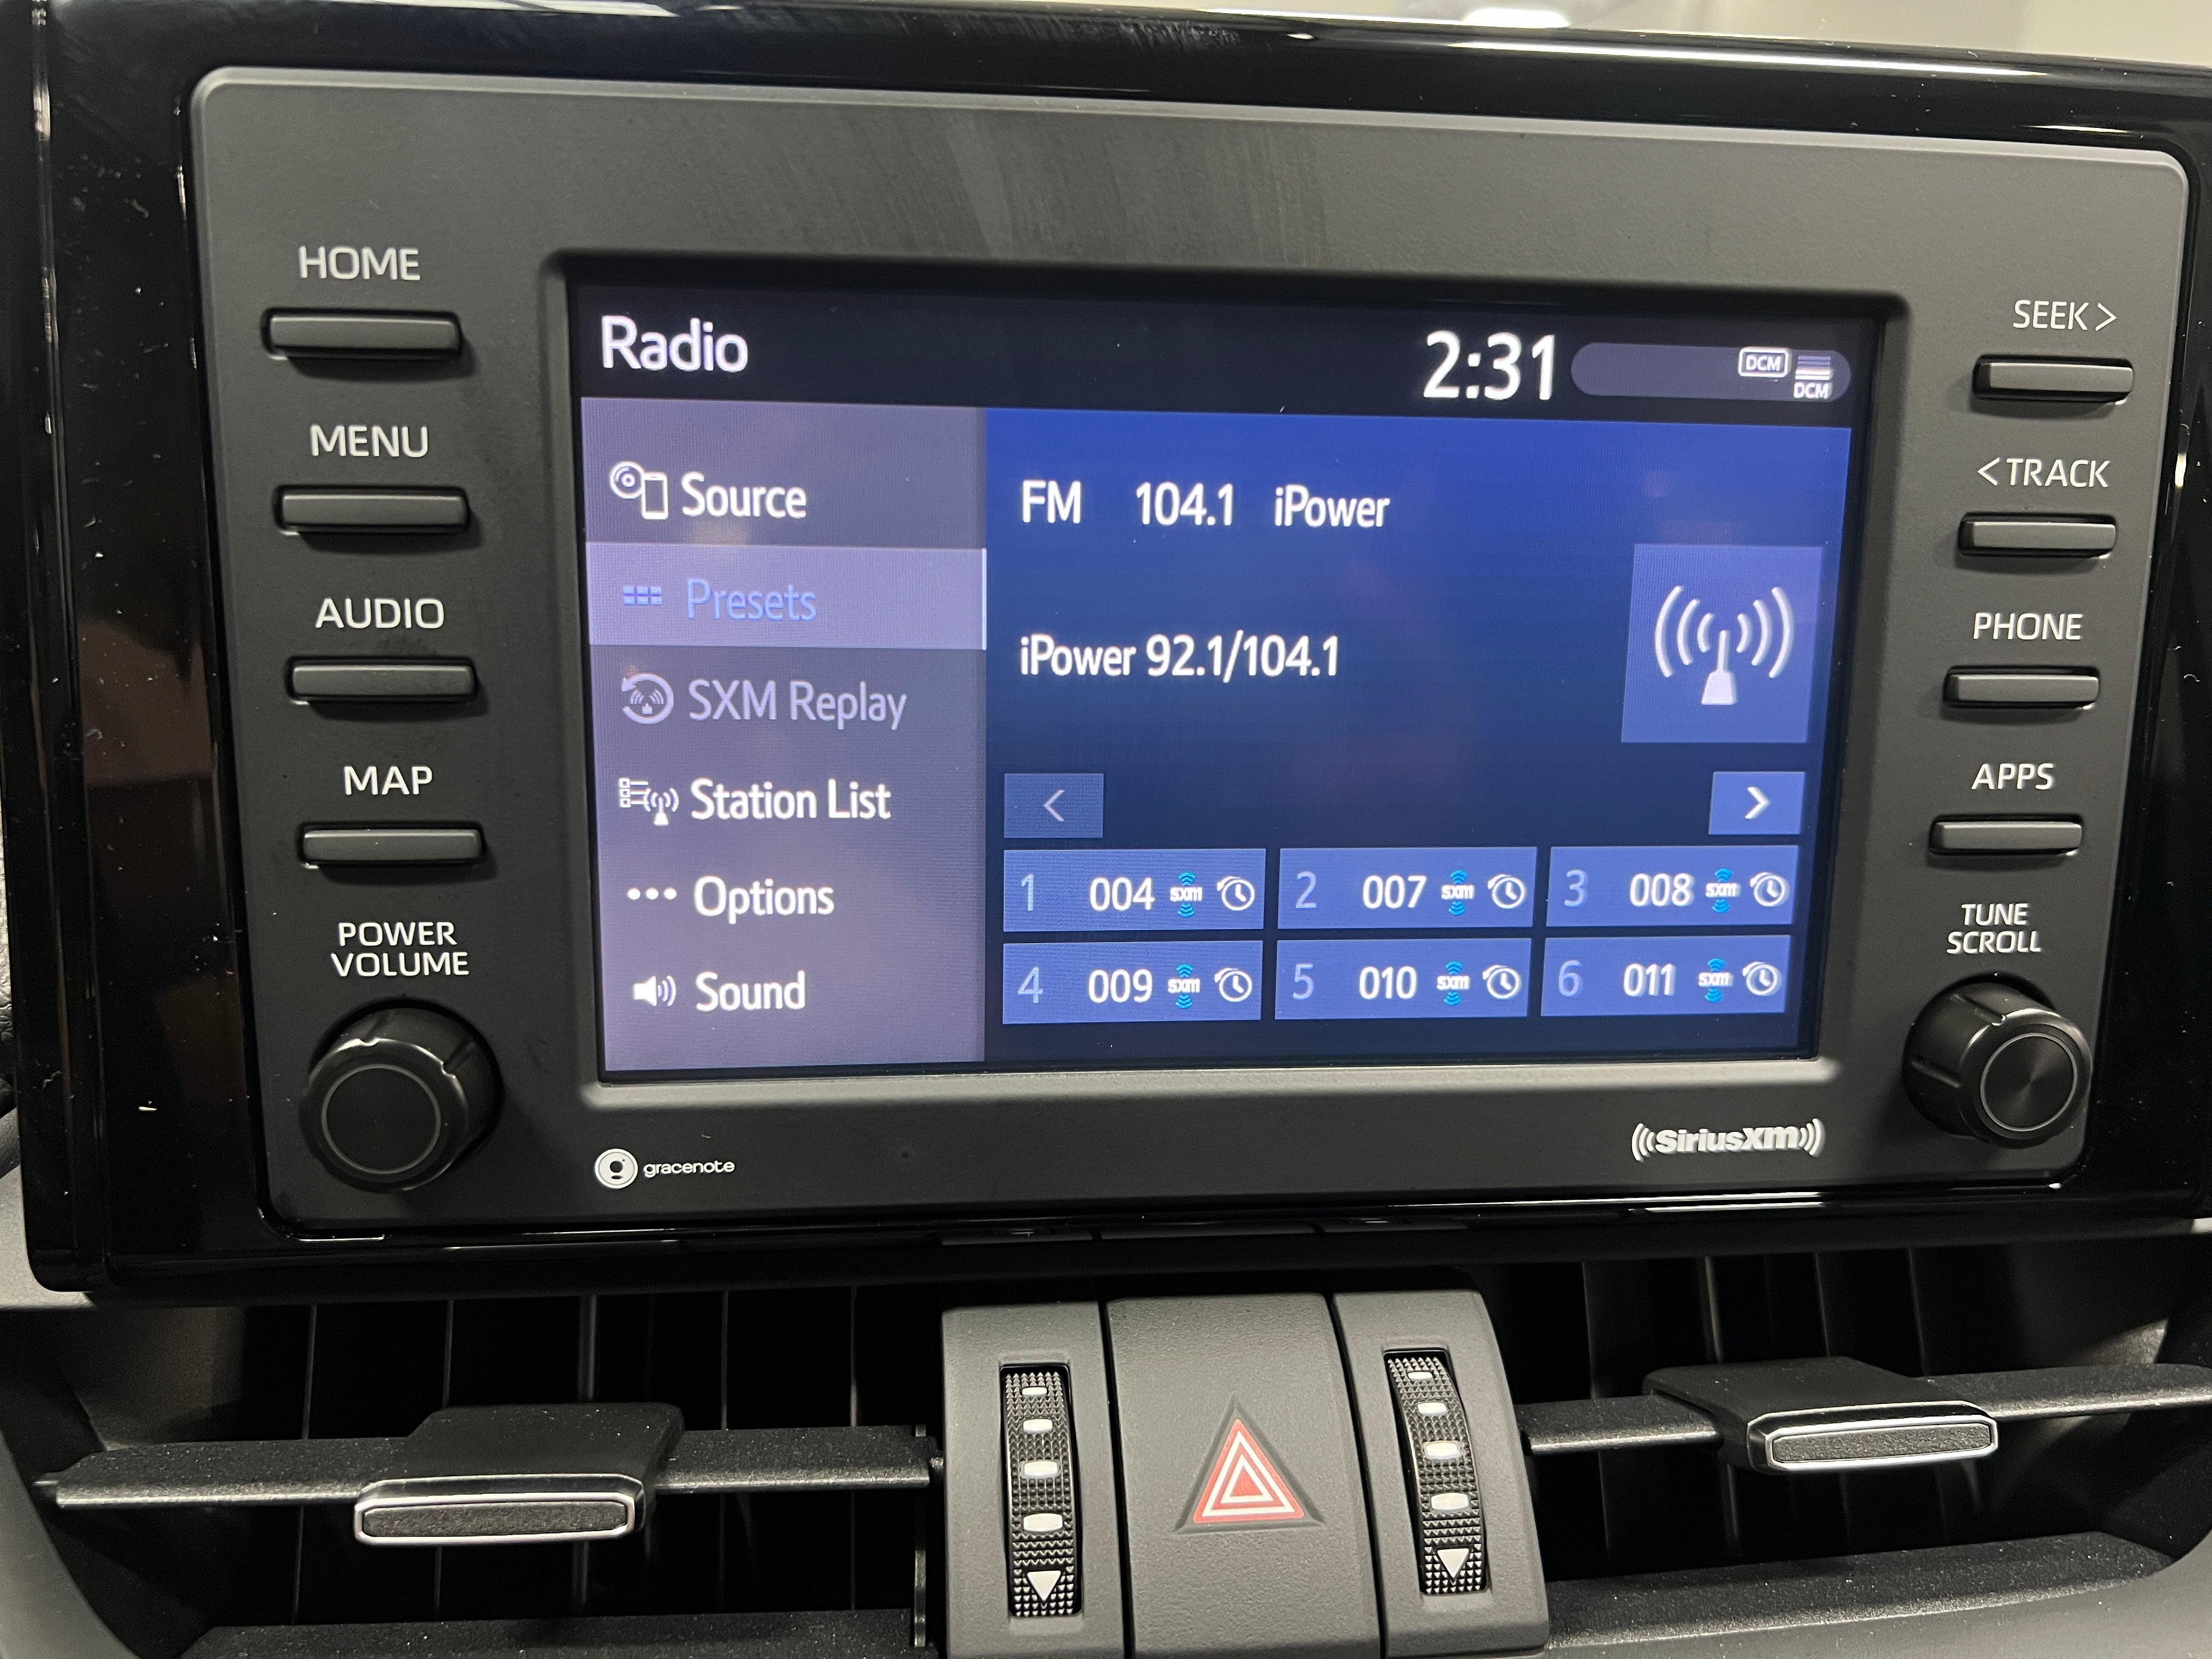 HOME
MENU
AUDIO
MAP
POWER
VOLUME
Radio
2:31
DCM
DCM
Source
Presets
SXM Replay
Station List
Options
Sound
FM 104.1 iPower
iPower 92.1/104.1
<
>
1 004 sxm
2 007 sxm
3 008 sxm
4 009 sxm
5 010 sxm
6 011 sxm
SEEK >
< TRACK
PHONE
APPS
TUNE
SCROLL
gracenote
((SiriusXM))